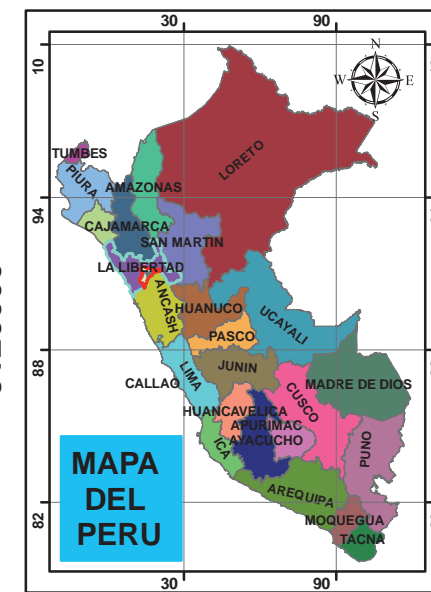 30 90
10
N
W E
S
TUMBES
LORETO
PIURA
AMAZONAS
94
CAJAMARCA
SAN MARTIN
LA LIBERTAD
ANCASH
HUANUCO
UCAYALI
PASCO
88
JUNIN
LIMA
CALLAO
MADRE DE DIOS
CUSCO
HUANCAVELICA
APURIMAC
AYACUCHO
ICA
PUNO
MAPA
DEL
PERU
AREQUIPA
82
MOQUEGUA
TACNA
30 90